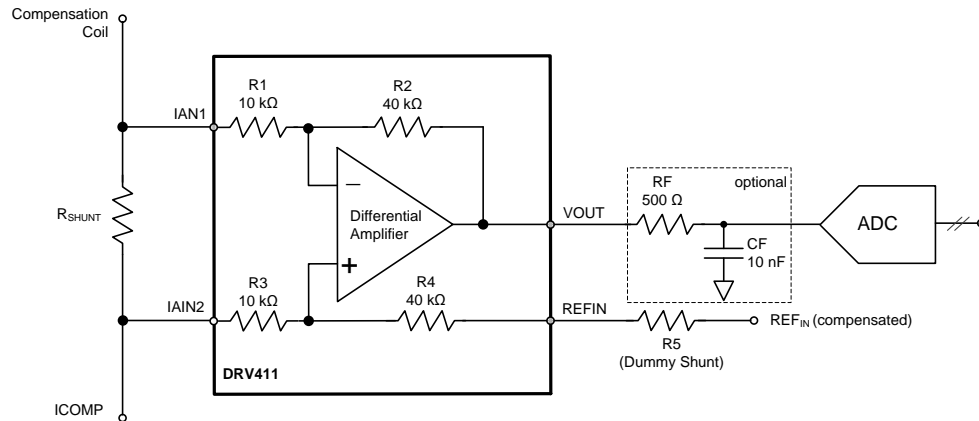 Compensation
Coil
R1
10 kΩ
R2
40 kΩ
IAN1
optional
RF
500 Ω
RSHUNT
−
Differential
Amplifier
+
VOUT
ADC
CF
10 nF
IAIN2
R3
10 kΩ
R4
40 kΩ
REFIN
REFIN (compensated)
R5
(Dummy Shunt)
DRV411
ICOMP